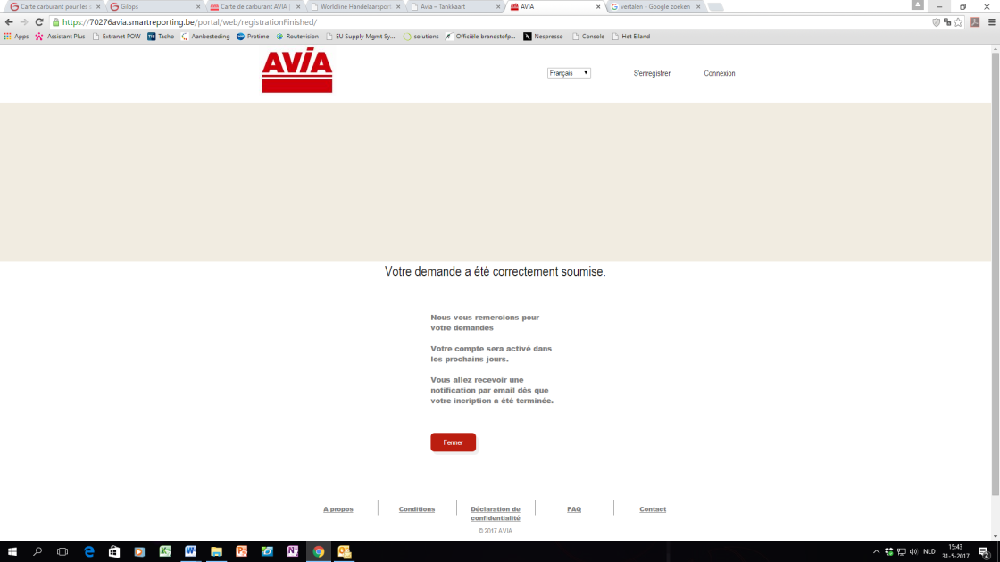 Carte carburant pour les
Gilops
Carte de carburant AVIA
Worldline Handelaarsport
Avia – Tankkaart
AVIA
vertalen - Google zoeken
https://70276avia.smartreporting.be/portal/web/registrationFinished/
Apps
Assistant Plus
Extranet POW
Tacho
Aanbesteding
Protime
Routevision
EU Supply Mgmt Sy...
solutions
Officiële brandstofp...
Nespresso
Console
Het Eiland
AVIA
Français
S'enregistrer
Connexion
Votre demande a été correctement soumise.
Nous vous remercions pour
votre demandes
Votre compte sera activé dans
les prochains jours.
Vous allez recevoir une
notification par email dès que
votre incription a été terminée.
Fermer
A propos
Conditions
Déclaration de
confidentialité
FAQ
Contact
© 2017 AVIA
NLD
15:43
31-5-2017
2